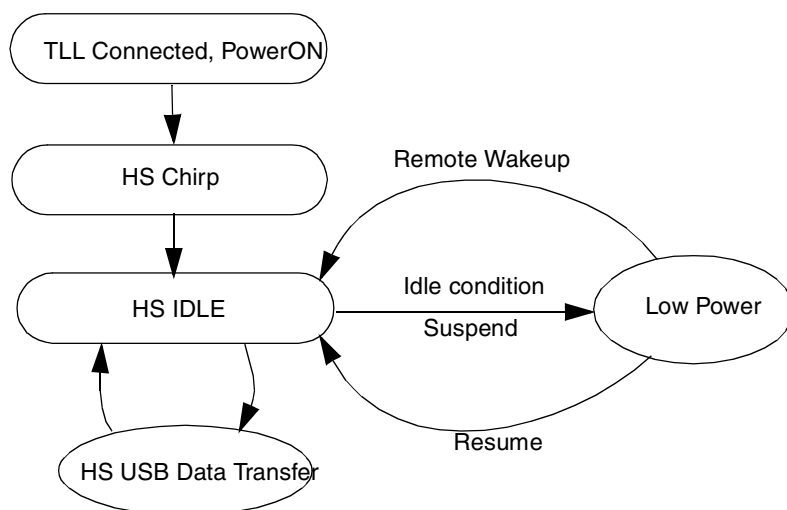 TLL Connected, PowerON
HS Chirp
Remote Wakeup
HS IDLE
Idle condition
Suspend
Low Power
Resume
HS USB Data Transfer